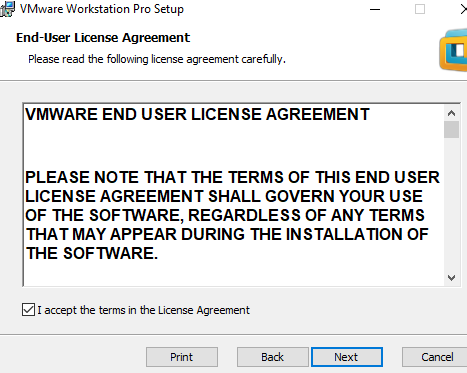 VMware Workstation Pro Setup
End-User License Agreement
Please read the following license agreement carefully.
VMWARE END USER LICENSE AGREEMENT
PLEASE NOTE THAT THE TERMS OF THIS END USER
LICENSE AGREEMENT SHALL GOVERN YOUR USE
OF THE SOFTWARE, REGARDLESS OF ANY TERMS
THAT MAY APPEAR DURING THE INSTALLATION OF
THE SOFTWARE.
I accept the terms in the License Agreement
Print Back Next Cancel